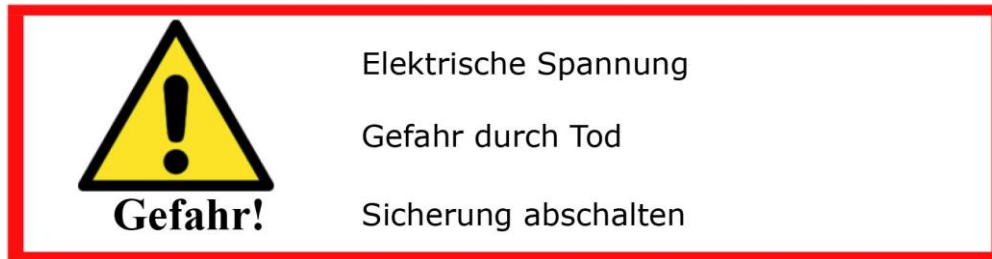 Elektrische Spannung
Gefahr durch Tod
Gefahr!
Sicherung abschalten